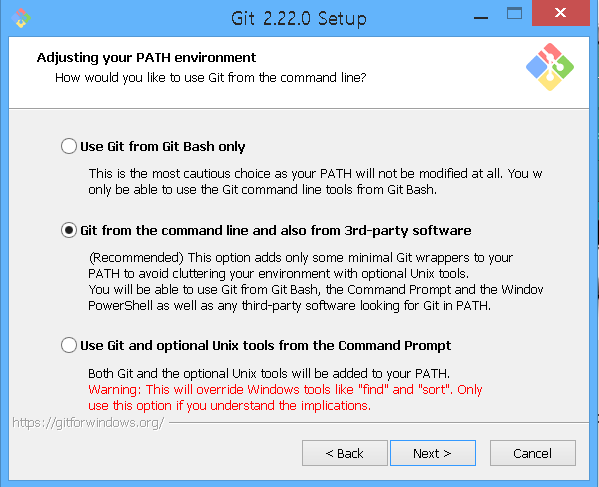 Git 2.22.0 Setup
Adjusting your PATH environment
How would you like to use Git from the command line?
Use Git from Git Bash only
This is the most cautious choice as your PATH will not be modified at all. You w
only be able to use the Git command line tools from Git Bash.
Git from the command line and also from 3rd-party software
(Recommended) This option adds only some minimal Git wrappers to your
PATH to avoid cluttering your environment with optional Unix tools.
You will be able to use Git from Git Bash, the Command Prompt and the Windov
PowerShell as well as any third-party software looking for Git in PATH.
Use Git and optional Unix tools from the Command Prompt
Both Git and the optional Unix tools will be added to your PATH.
Warning: This will override Windows tools like "find" and "sort". Only
use this option if you understand the implications.
https://gitforwindows.org/
< Back
Next >
Cancel